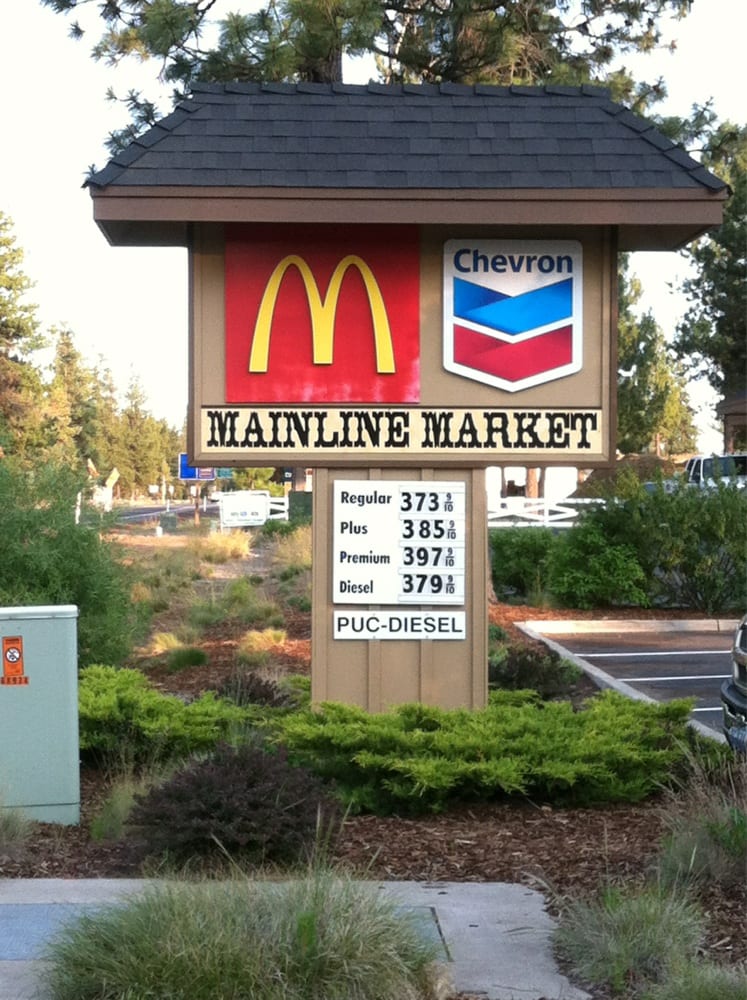 Chevron
MAINLINE MARKET
Regular 373 9/10
Plus 385 9/10
Premium 397 9/10
Diesel 379 9/10
PUC-DIESEL